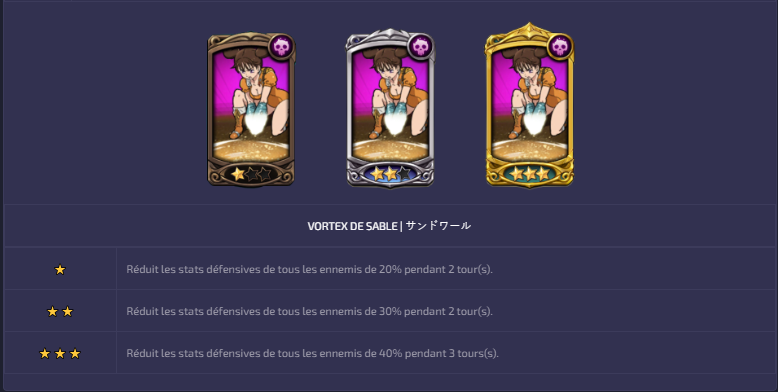 VORTEX DE SABLE | サンドワール
Réduit les stats défensives de tous les ennemis de 20% pendant 2 tour(s).
Réduit les stats défensives de tous les ennemis de 30% pendant 2 tour(s).
Réduit les stats défensives de tous les ennemis de 40% pendant 3 tours(s).